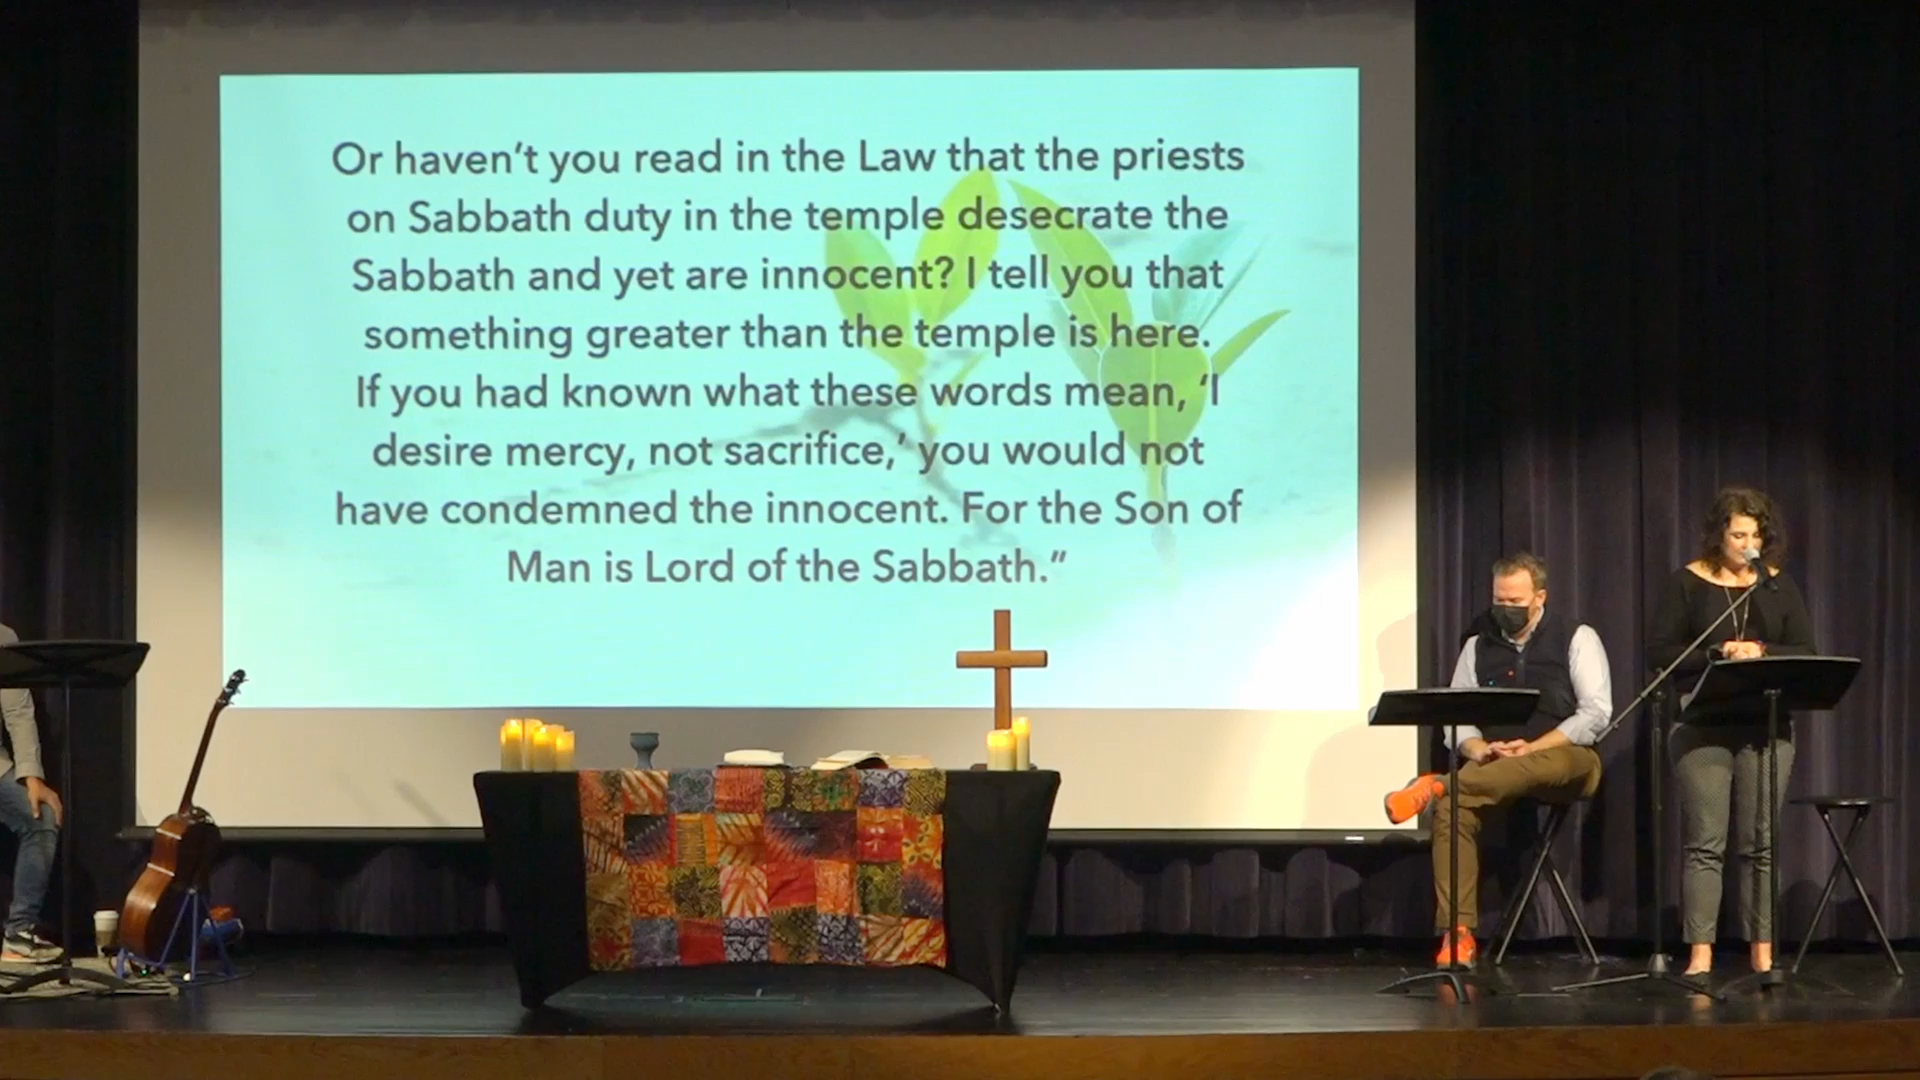 Or haven't you read in the Law that the priests
on Sabbath duty in the temple desecrate the
Sabbath and yet are innocent? I tell you that
something greater than the temple is here.
If you had known what these words mean, ‘I
desire mercy, not sacrifice,’ you would not
have condemned the innocent. For the Son of
Man is Lord of the Sabbath.”